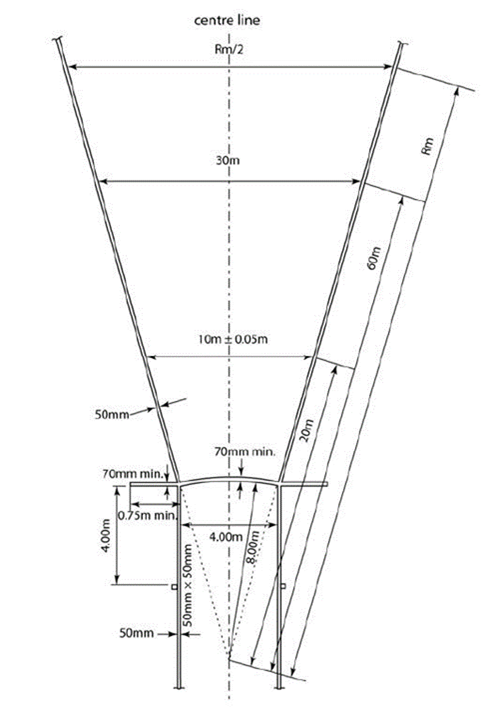 centre line
Rm/2
Rm
30m
60m
10m ± 0.05m
50mm
20m
70mm min.
70mm min.
0.75m min.
4.00m
4.00m
8.00m
50mm × 50mm
50mm